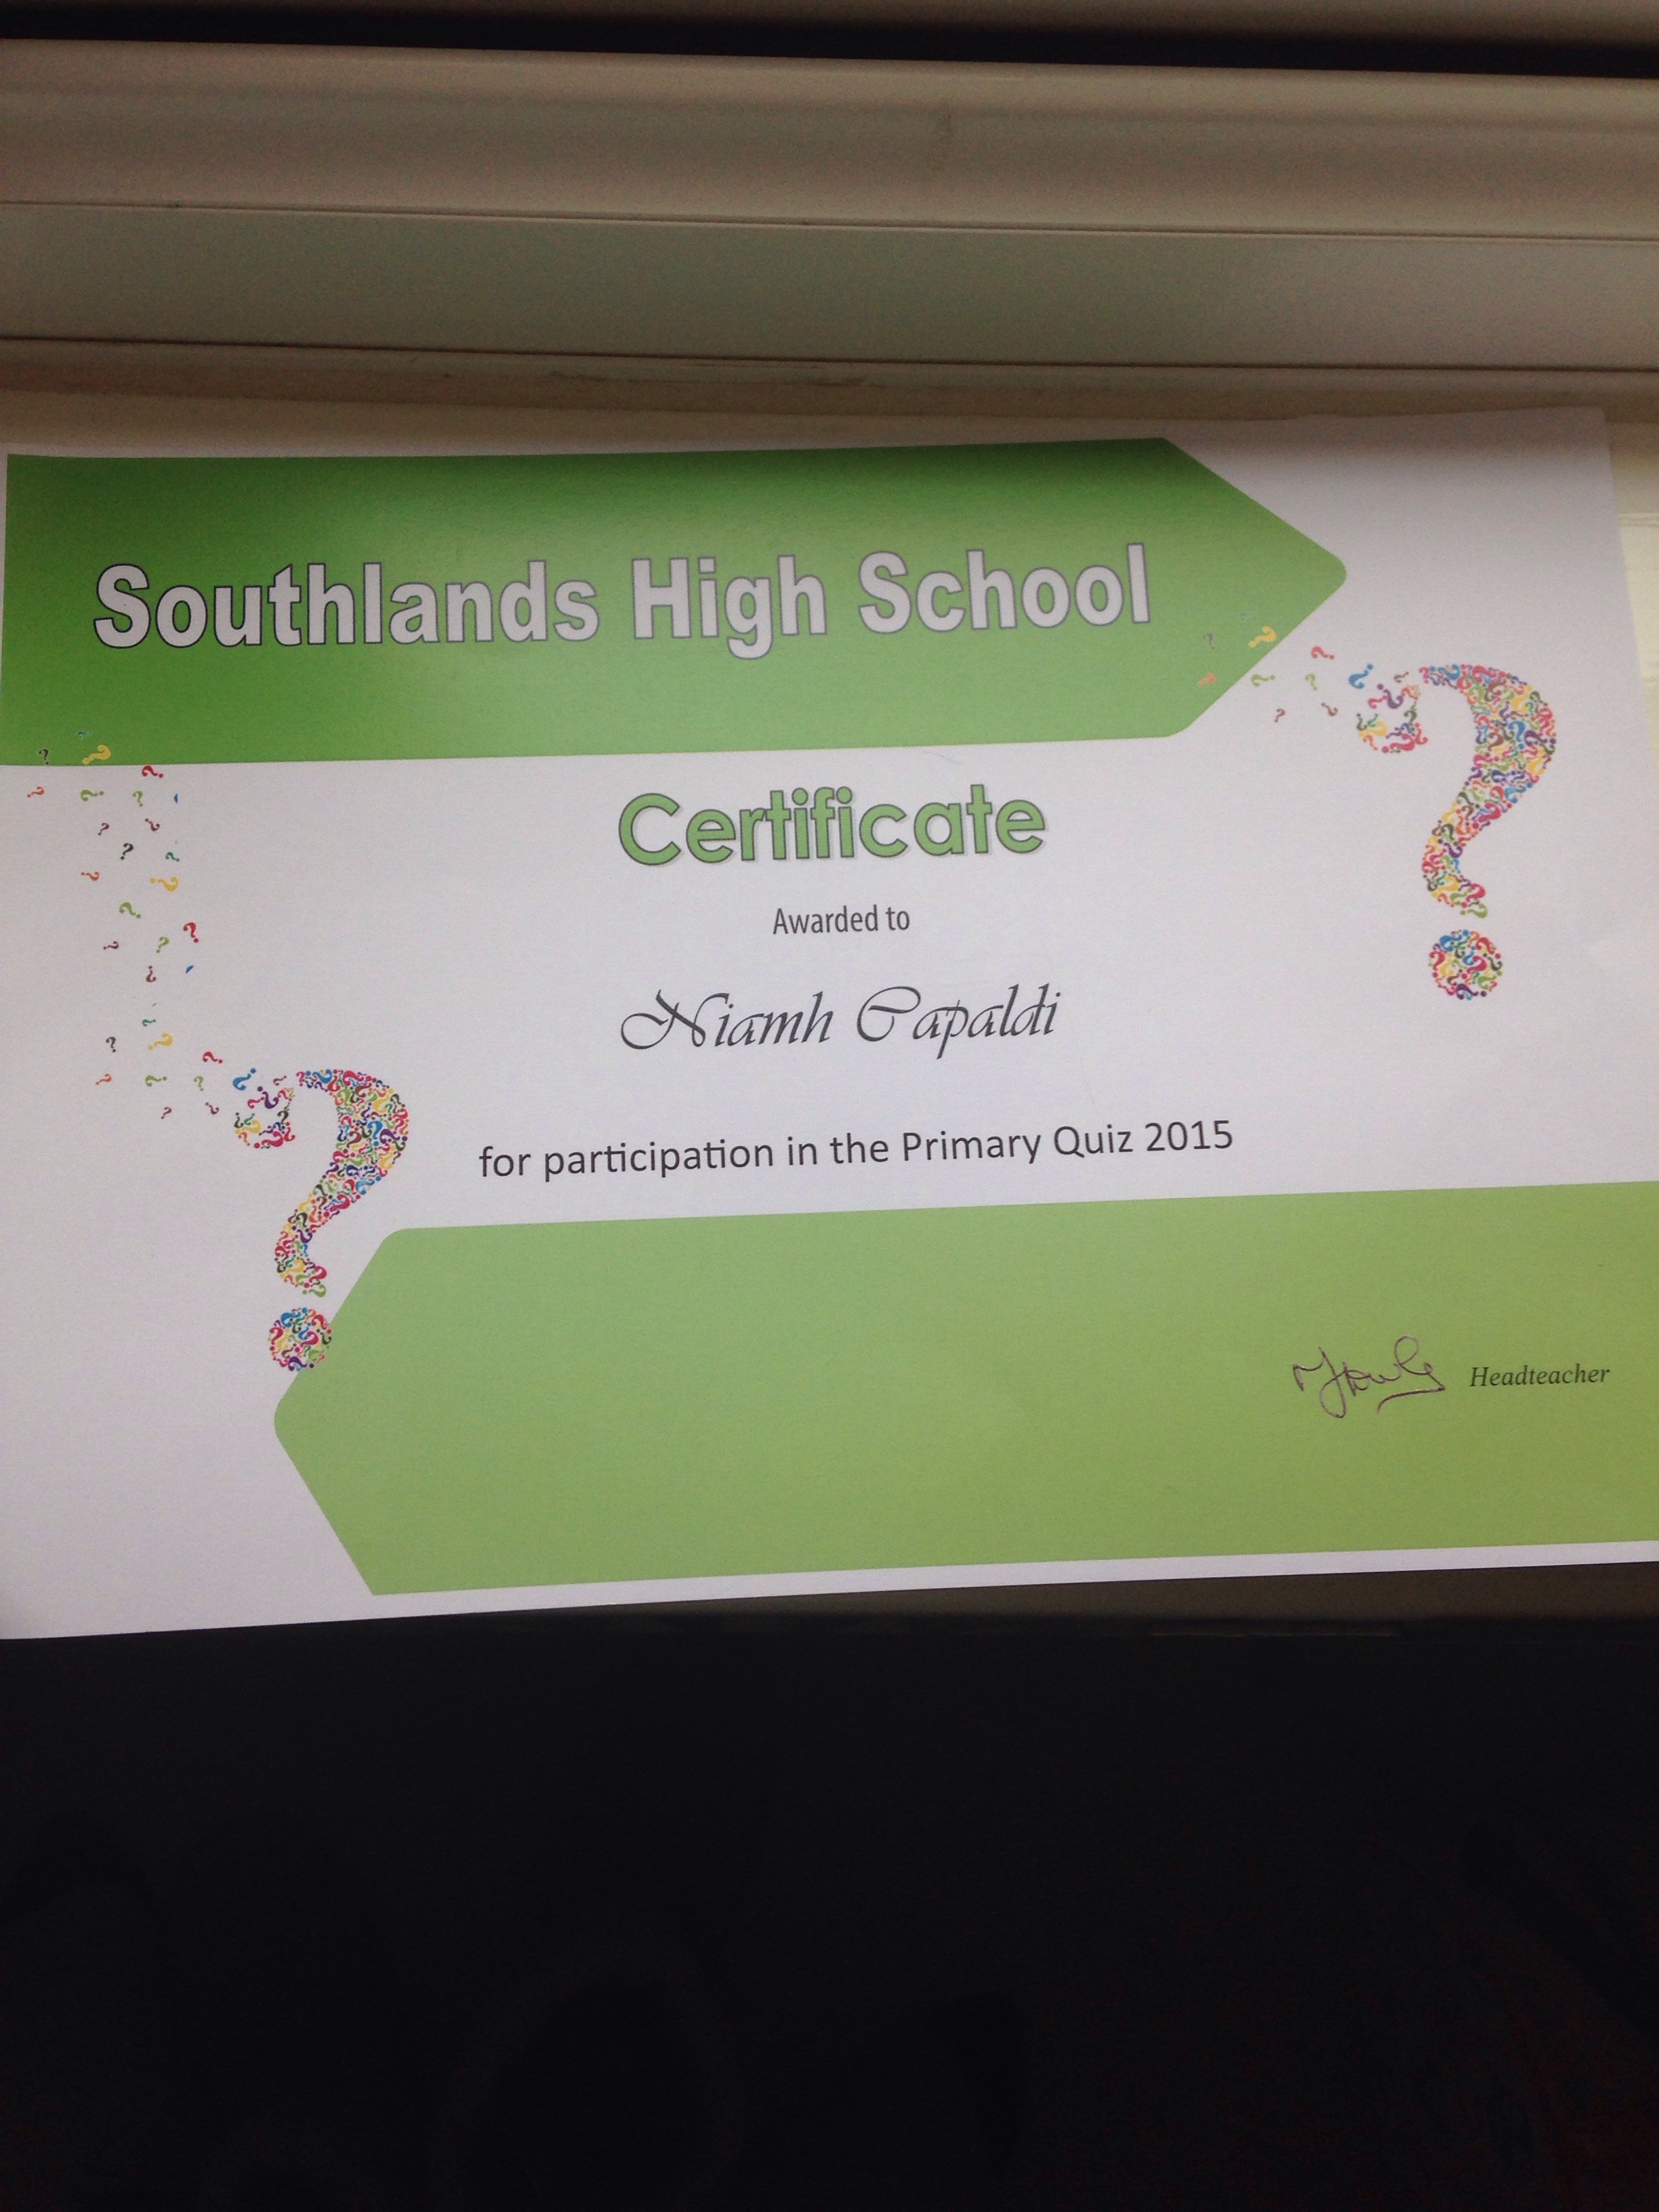 Southlands High School
Certificate
Awarded to
Niamh Capaldi
for participation in the Primary Quiz 2015
Headteacher